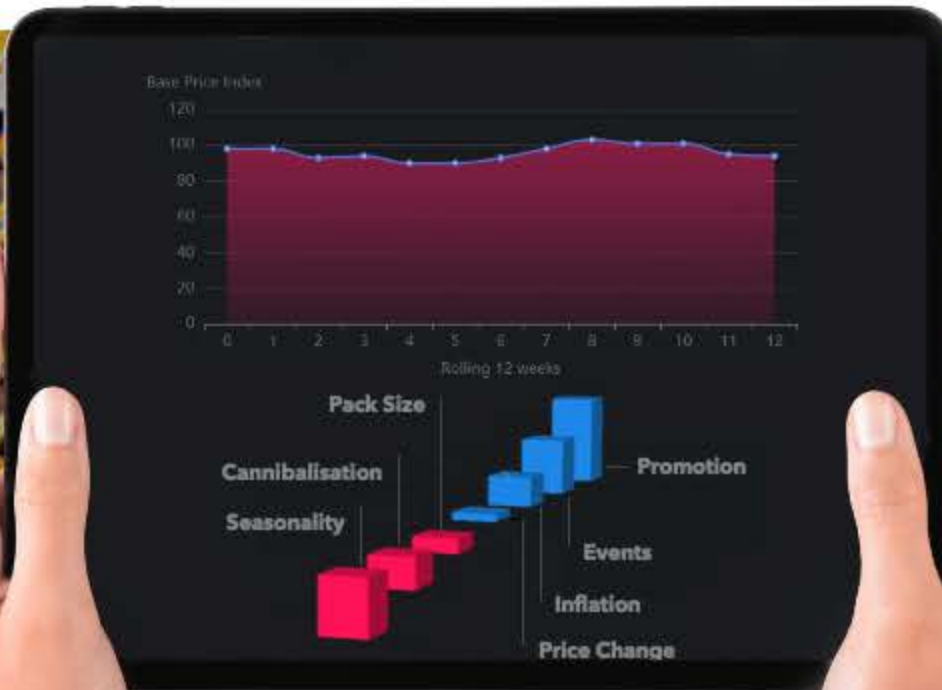 Base Price Index
120
100
80
60
40
20
0
0 1 2 3 4 5 6 7 8 9 10 11 12
Rolling 12 weeks
Pack Size
Cannibalisation
Promotion
Seasonality
Events
Inflation
Price Change